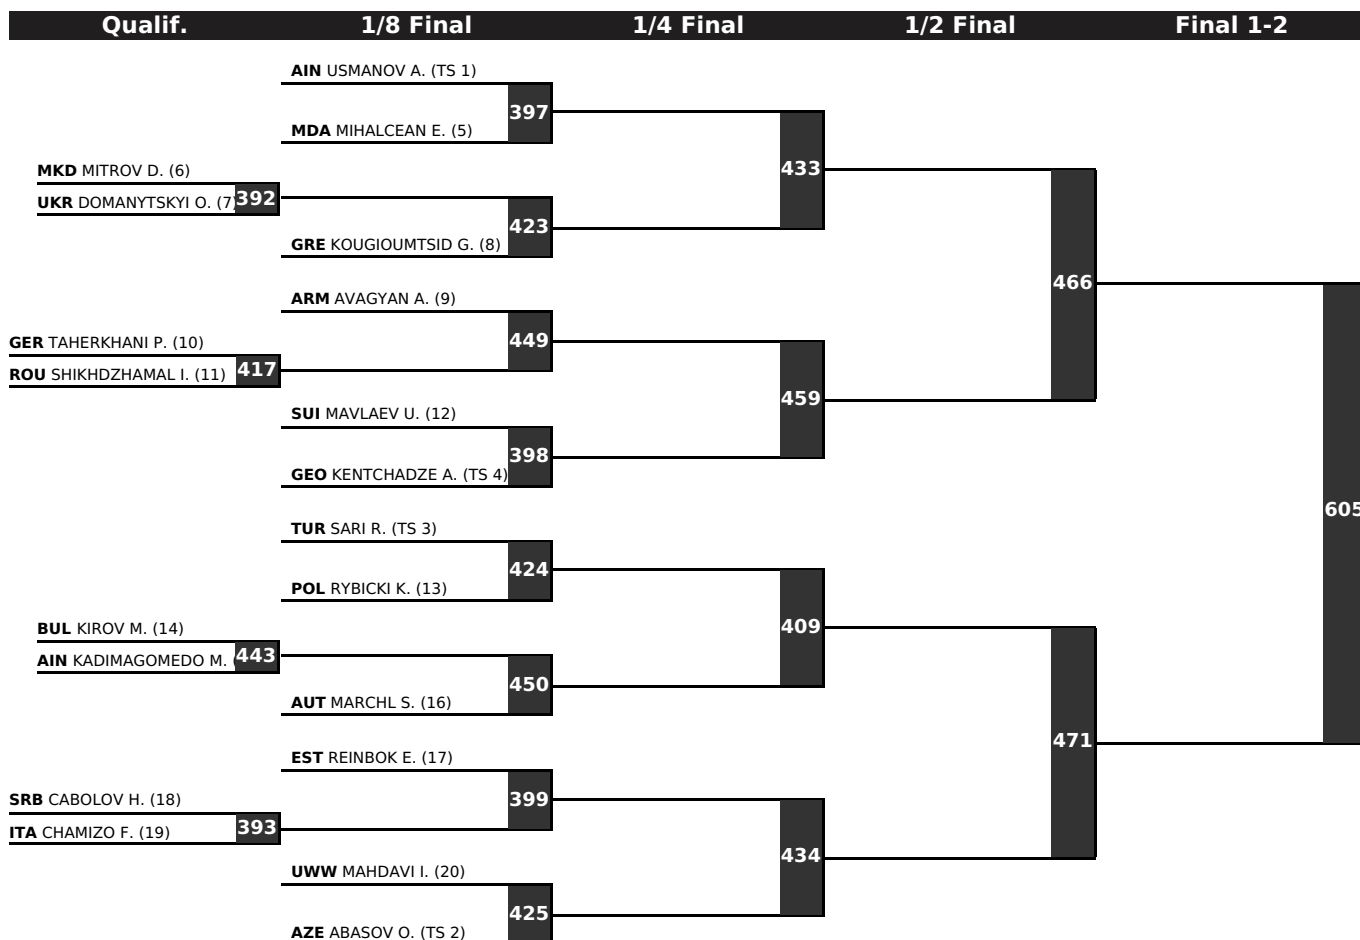 Qualif. 1/8 Final 1/4 Final 1/2 Final Final 1-2
AIN USMANOV A. (TS 1)
397
MDA MIHALCEAN E. (5)
433
MKD MITROV D. (6)
UKR DOMANYTSKYI O. (7)
392
423
GRE KOUGIOUMTSID G. (8)
466
ARM AVAGYAN A. (9)
449
GER TAHERKHANI P. (10)
ROU SHIKHDZHAMAL I. (11)
417
459
SUI MAVLAEV U. (12)
398
GEO KENTCHADZE A. (TS 4)
605
TUR SARI R. (TS 3)
424
POL RYBICKI K. (13)
409
BUL KIROV M. (14)
AIN KADIMAGOMEDO M. (
443
450
AUT MARCHL S. (16)
471
EST REINBOK E. (17)
399
SRB CABOLOV H. (18)
ITA CHAMIZO F. (19)
393
434
UWW MAHDAVI I. (20)
425
AZE ABASOV O. (TS 2)